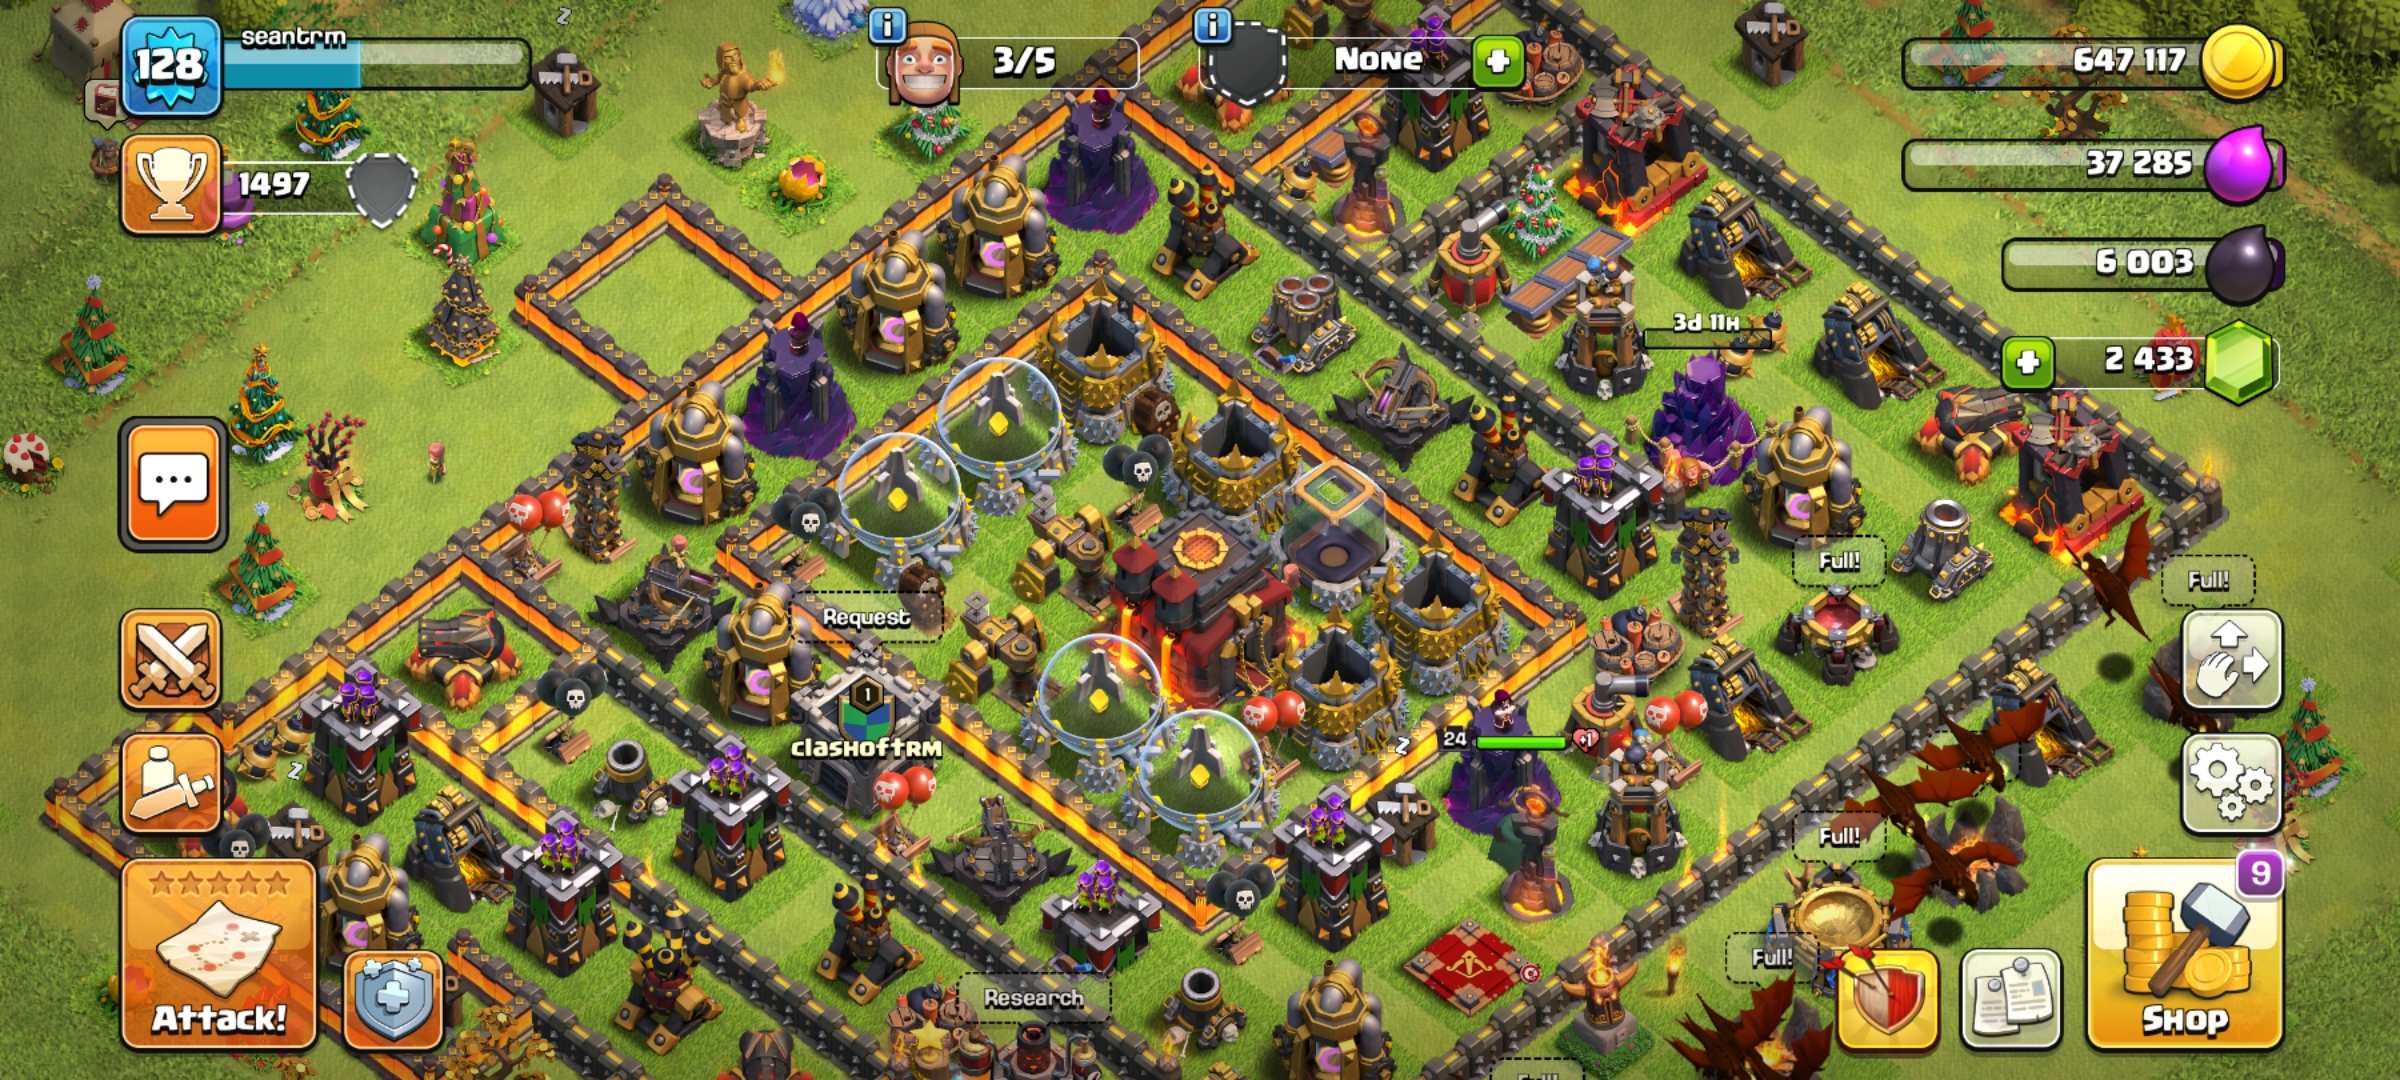 128
seantrm
3/5
None
647 117
1497
37 285
6 003
3d 11h
2 433
Full!
Full!
Request
1
clashoftrm
24
+1
Full!
9
Full!
Research
Attack!
Shop